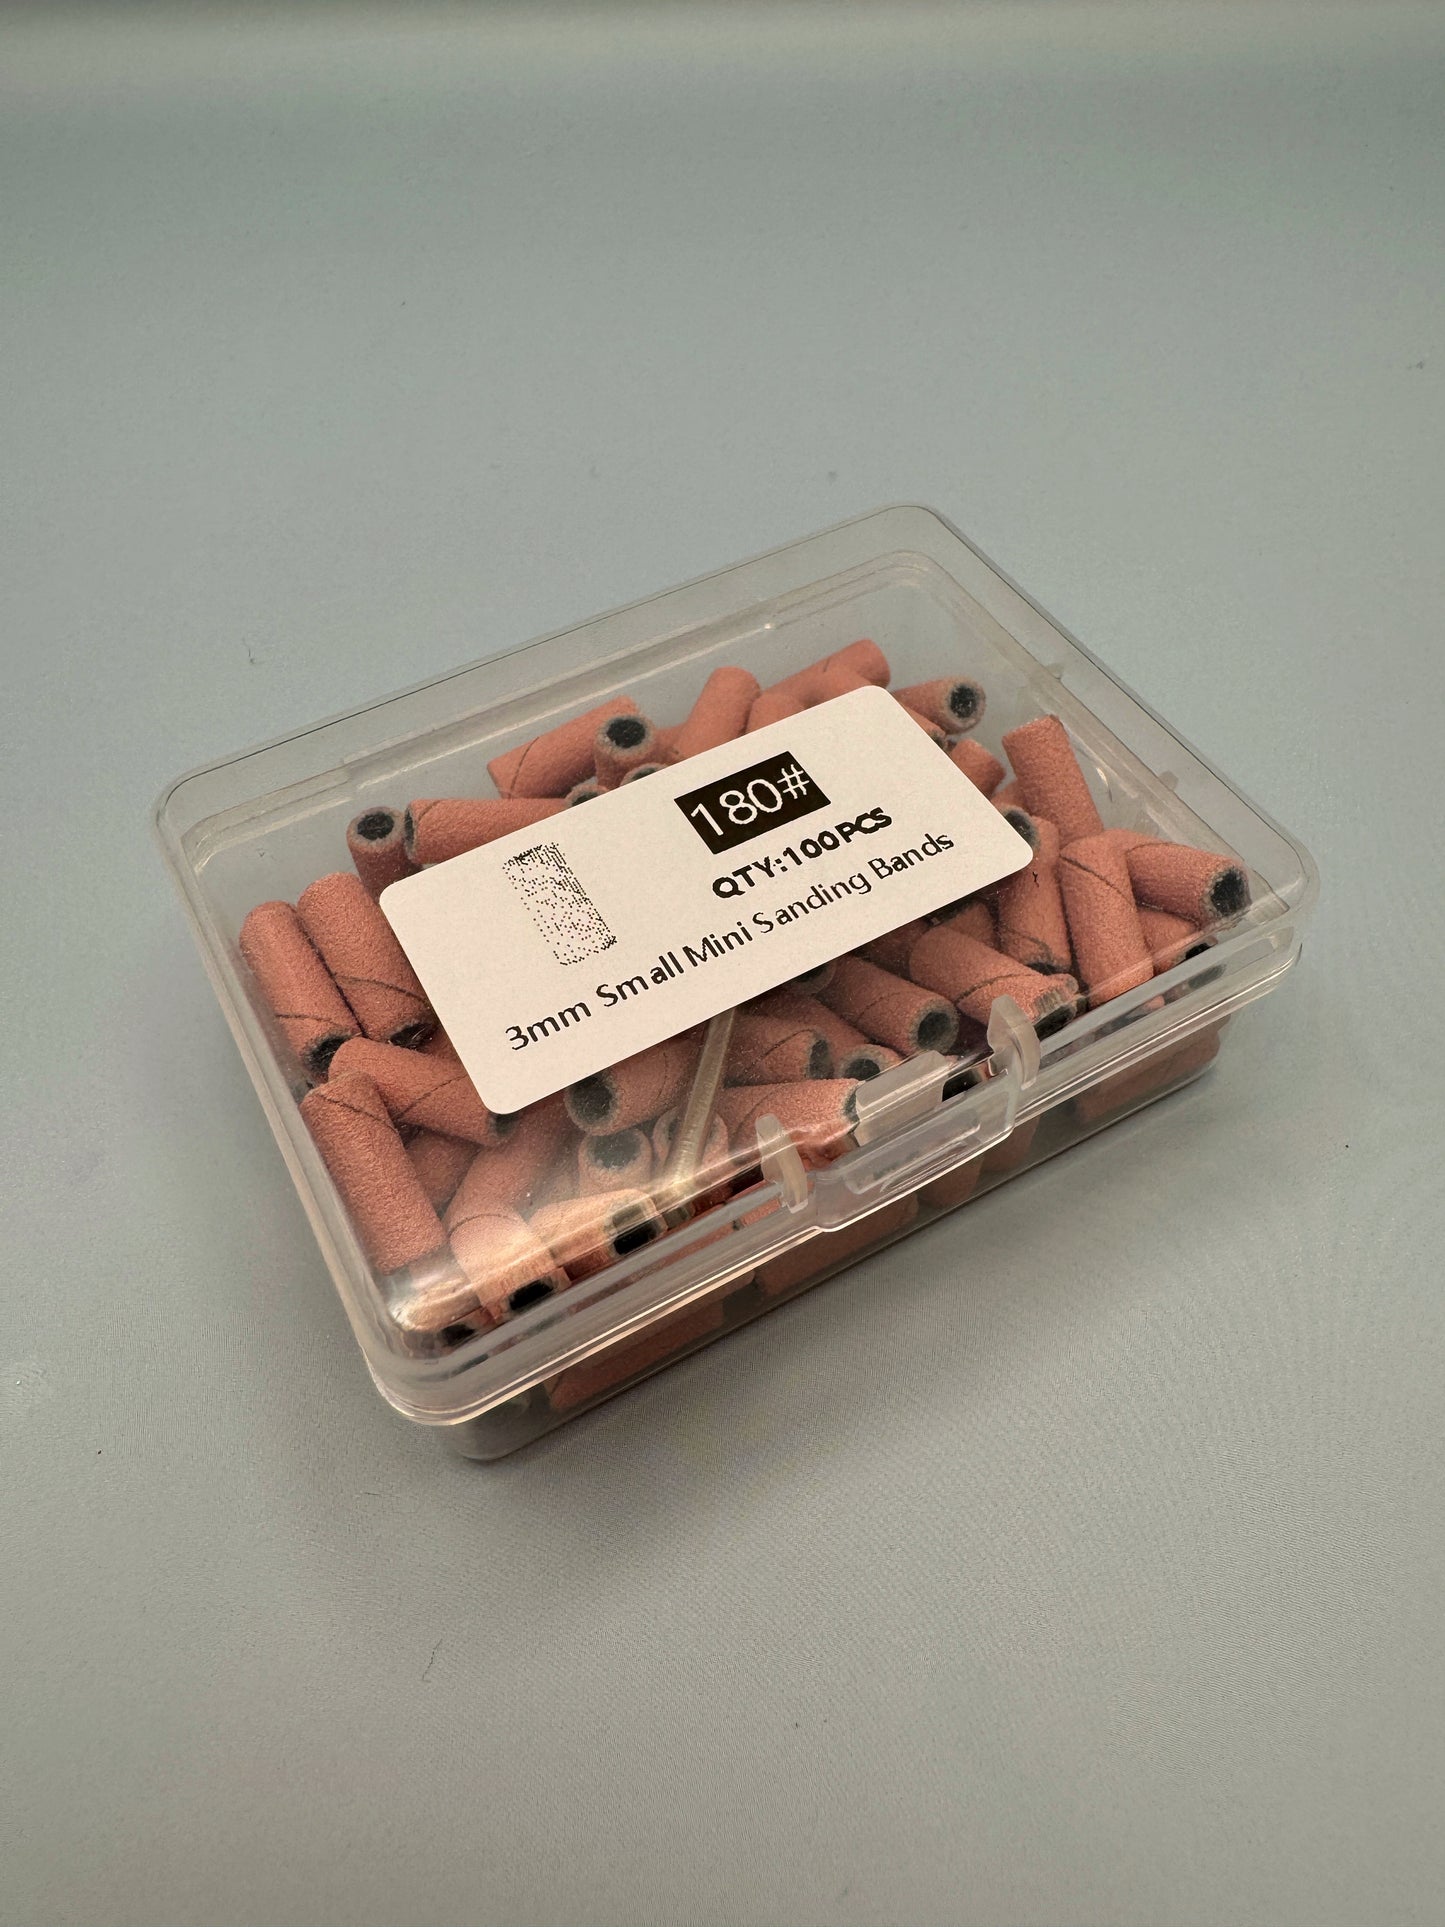 180#
QTY:100PCS
3mm Small Mini Sanding Bands